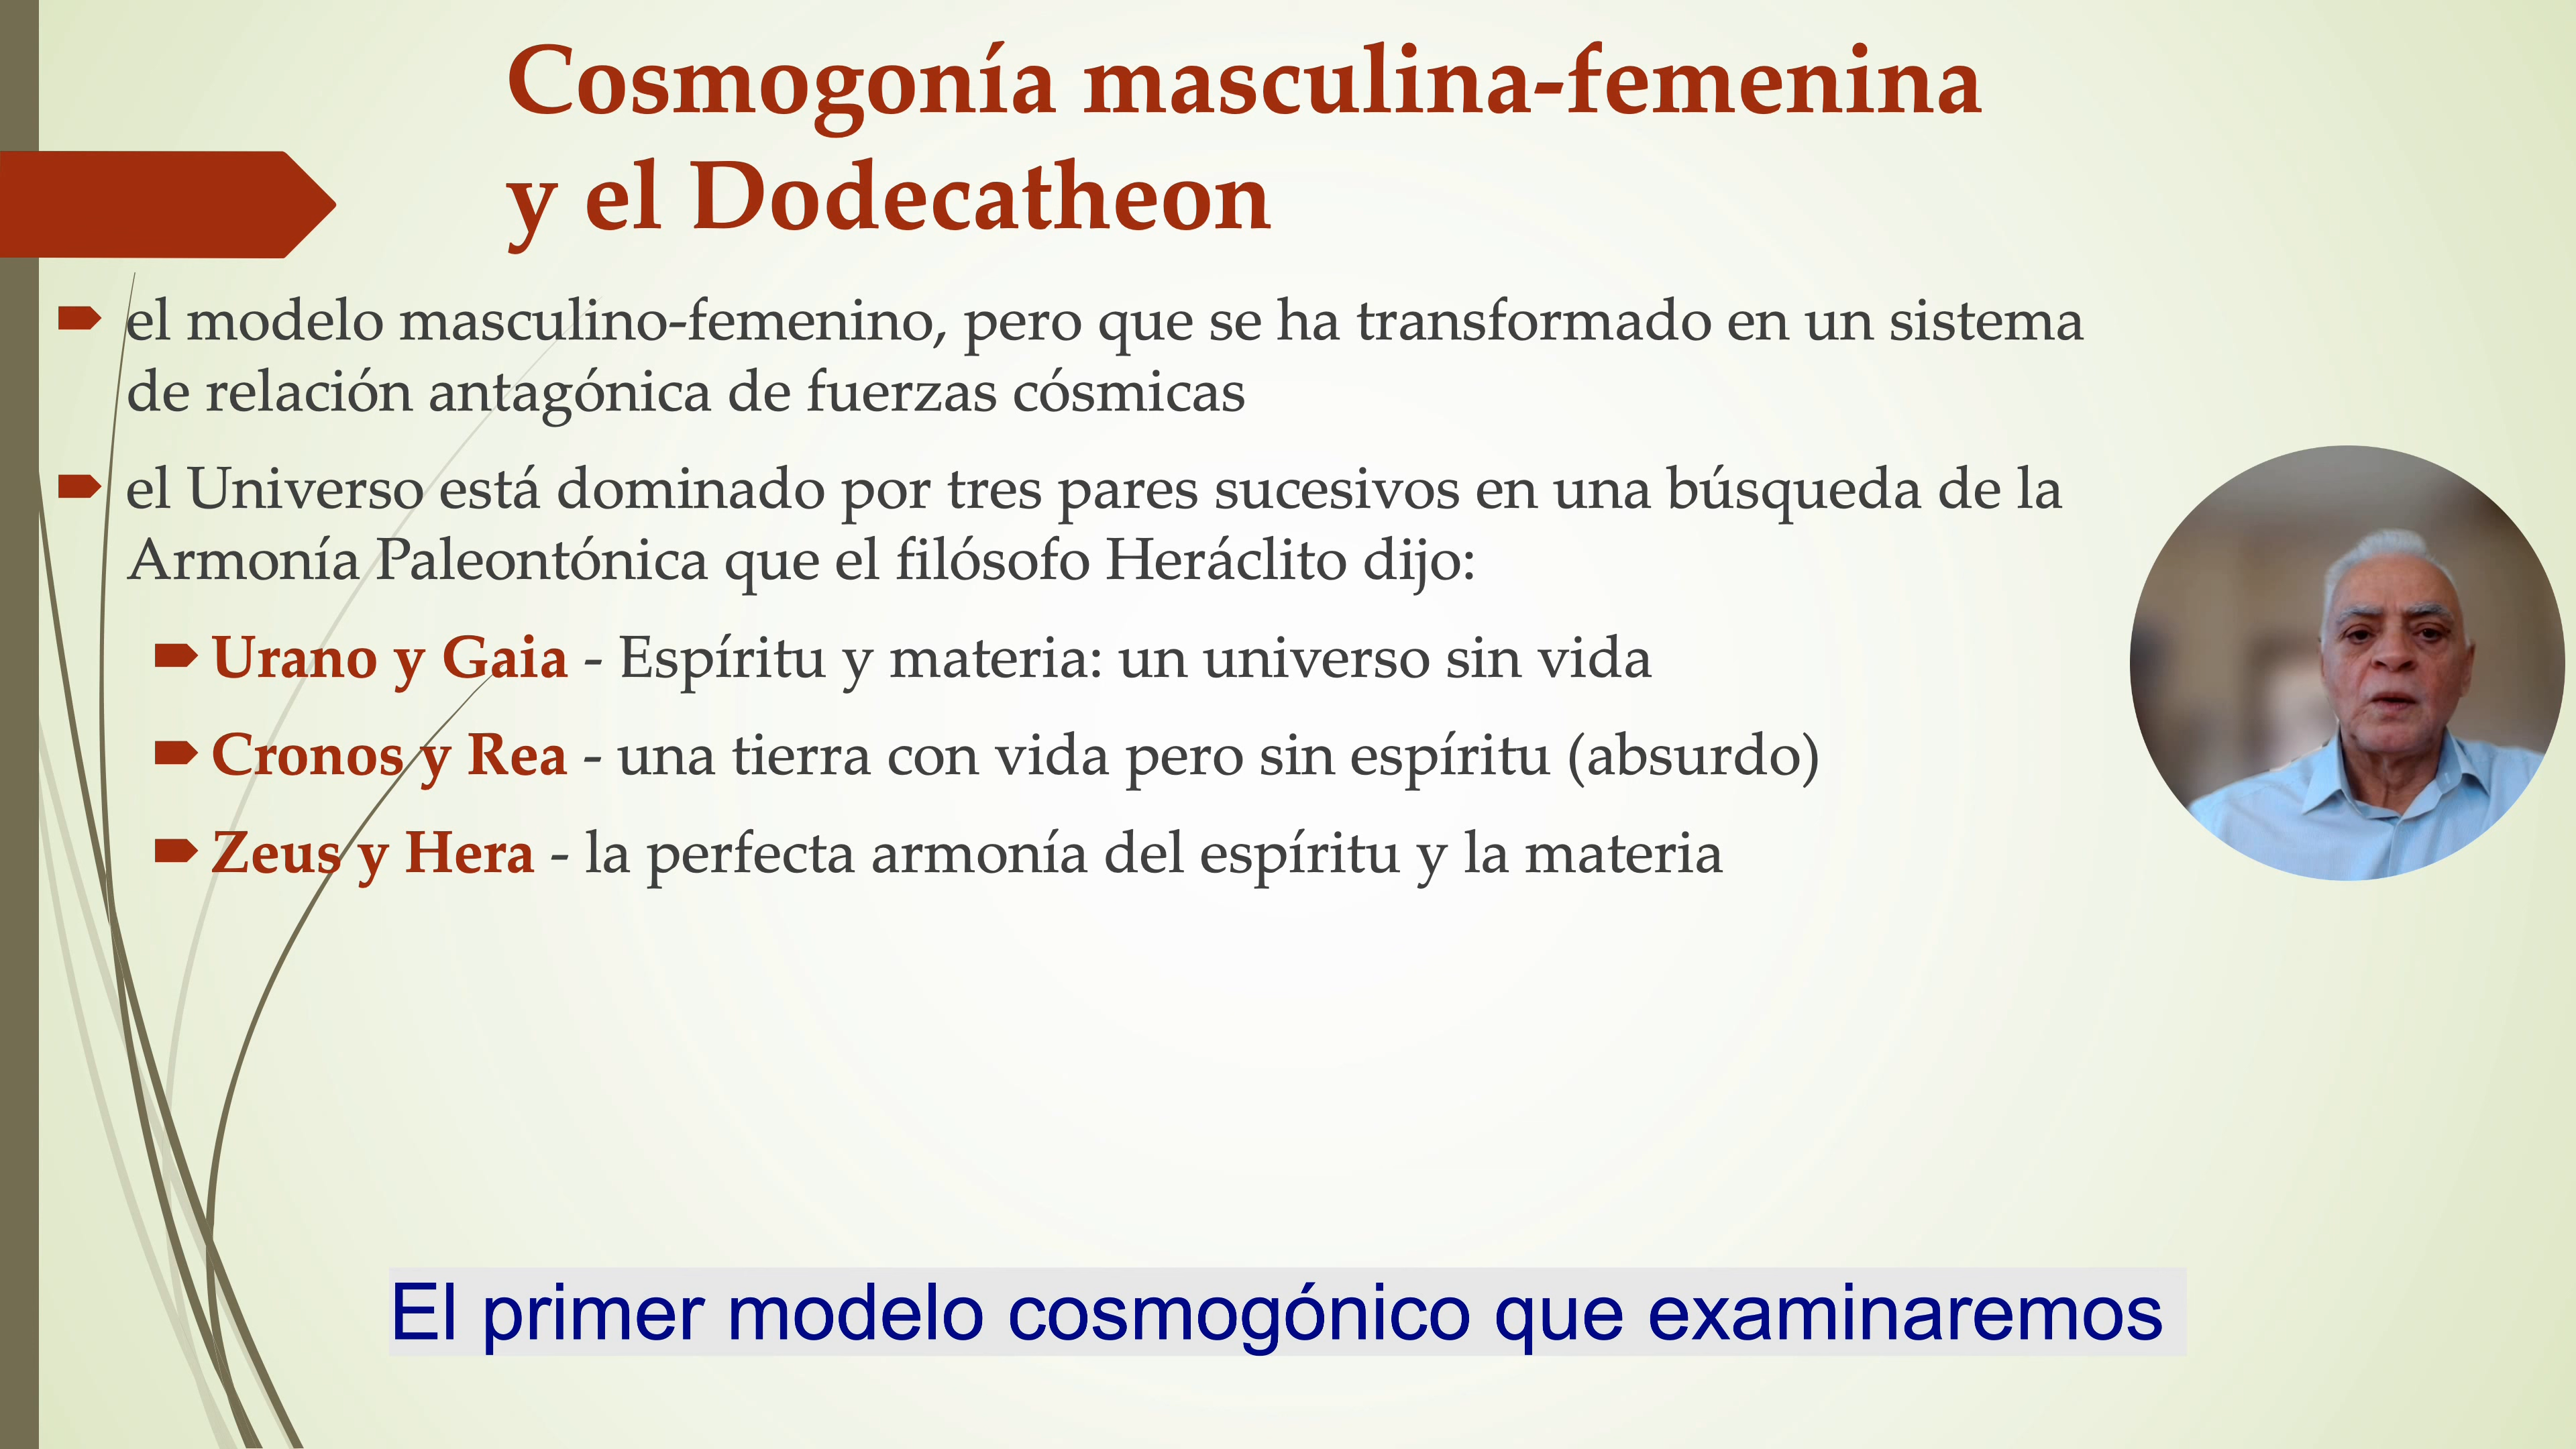 Cosmogonía masculina-femenina
y el Dodecatheon
el modelo masculino-femenino, pero que se ha transformado en un sistema
de relación antagónica de fuerzas cósmicas
el Universo está dominado por tres pares sucesivos en una búsqueda de la
Armonía Paleontónica que el filósofo Heráclito dijo:
Urano y Gaia - Espíritu y materia: un universo sin vida
Cronos y Rea - una tierra con vida pero sin espíritu (absurdo)
Zeus y Hera - la perfecta armonía del espíritu y la materia
El primer modelo cosmogónico que examinaremos